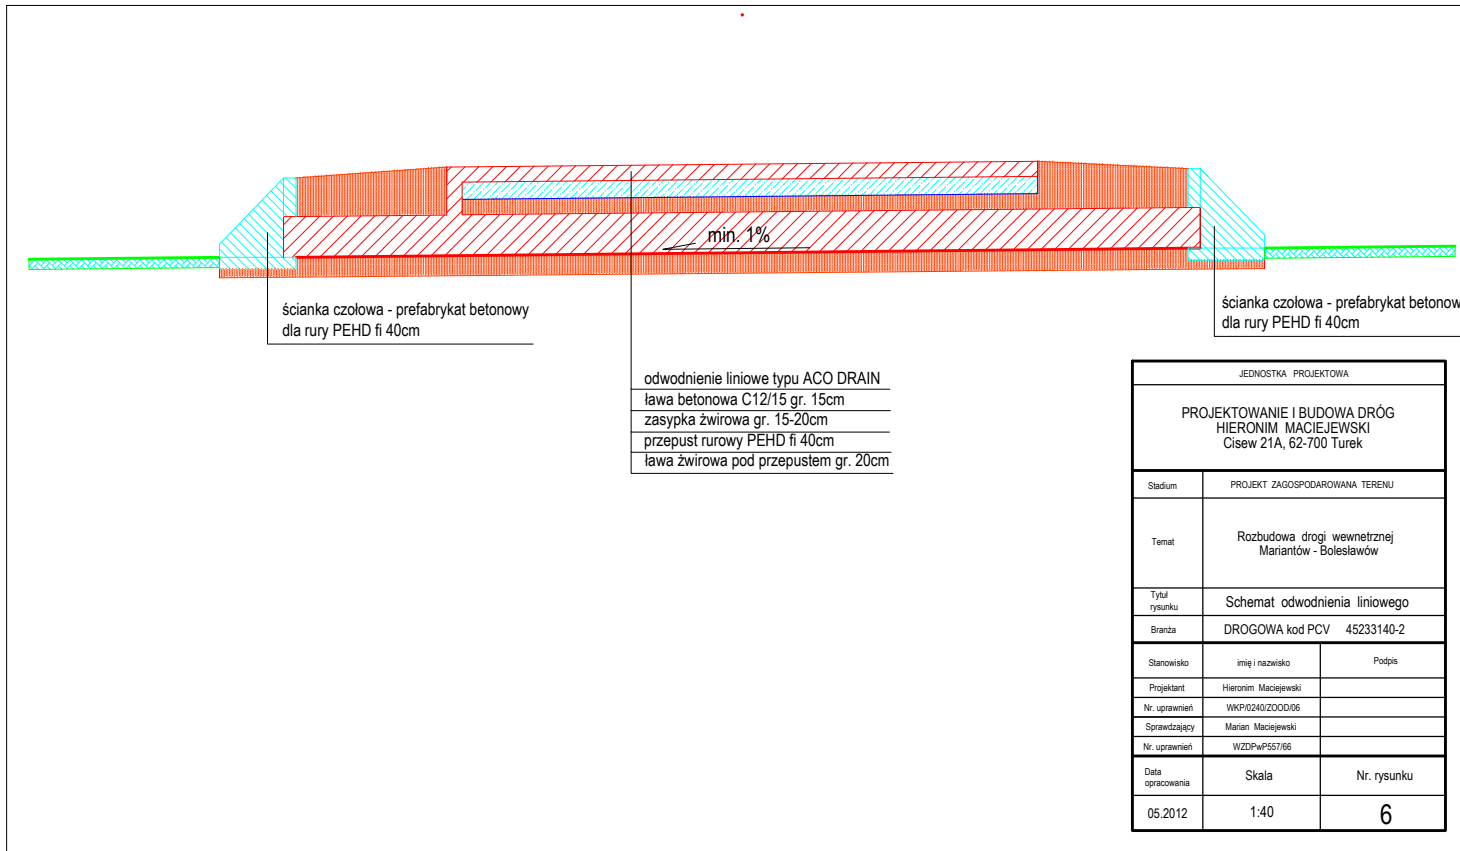 min. 1%
ścianka czołowa - prefabrykat betonowy
dla rury PEHD fi 40cm
ścianka czołowa - prefabrykat betonow
dla rury PEHD fi 40cm
odwodnienie liniowe typu ACO DRAIN
ława betonowa C12/15 gr. 15cm
zasypka żwirowa gr. 15-20cm
przepust rurowy PEHD fi 40cm
ława żwirowa pod przepustem gr. 20cm
JEDNOSTKA PROJEKTOWA
PROJEKTOWANIE I BUDOWA DRÓG
HIERONIM MACIEJEWSKI
Cisew 21A, 62-700 Turek
Stadium PROJEKT ZAGOSPODAROWANA TERENU
Temat Rozbudowa drogi wewnetrznej
Mariantów - Bolesławów
Tytuł
rysunku Schemat odwodnienia liniowego
Branża DROGOWA kod PCV 45233140-2
Stanowisko imię i nazwisko Podpis
Projektant Hieronim Maciejewski
Nr. uprawnień WKP/0240/ZOOD/06
Sprawdzający Marian Maciejewski
Nr. uprawnień WZDPwP557/66
Data
opracowania Skala Nr. rysunku
05.2012 1:40 6